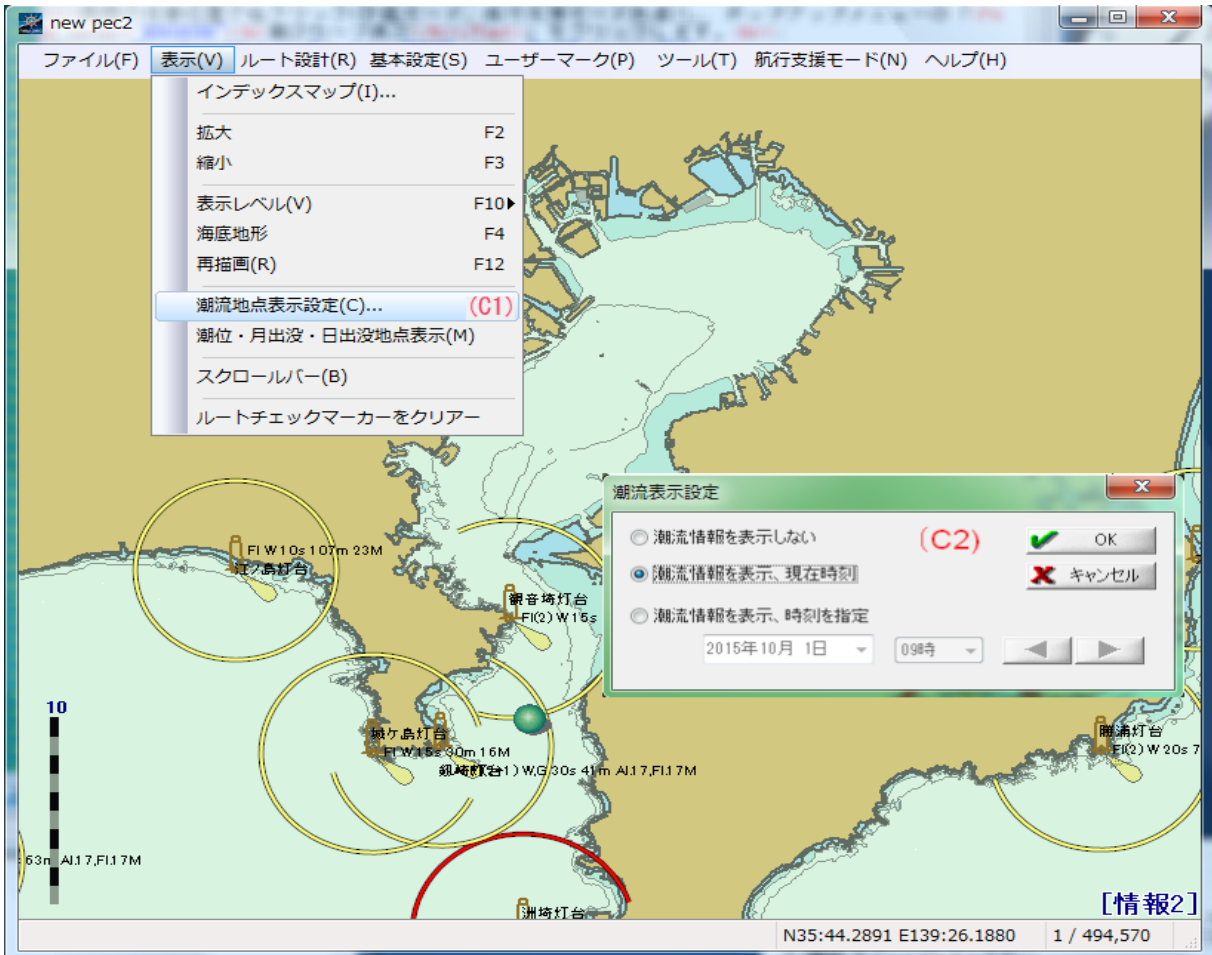 new pec2
ファイル(F) 表示(V) ルート設計(R) 基本設定(S) ユーザーマーク(P) ツール(T) 航行支援モード(N) ヘルプ(H)
インデックスマップ(I)...
拡大 F2
縮小 F3
表示レベル(V) F10
海底地形 F4
再描画(R) F12
潮流地点表示設定(C)... (C1)
潮位・月出没・日出没地点表示(M)
スクロールバー(B)
ルートチェックマーカーをクリアー
潮流表示設定
潮流情報を表示しない (C2) OK
潮流情報を表示、現在時刻 キャンセル
潮流情報を表示、時刻を指定
2015年10月 1日 09時
Fl W 10s 107m 23M
江ノ島灯台
観音埼灯台
Fl(2) W 15s
10
城ケ島灯台
Fl W 15s 30m 16M
剱埼灯台
1) W,G 30s 41m Al.17,Fl.17M
勝浦灯台
Fl(2) W 20s 7
63m Al.17,Fl.17M
洲埼灯台
[情報2]
N35:44.2891 E139:26.1880 1 / 494,570